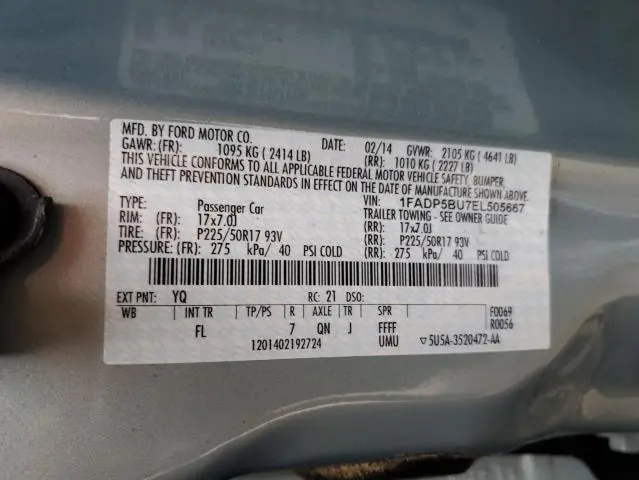 MFD. BY FORD MOTOR CO.
DATE: 02/14 GVWR: 2105 KG ( 4641 LB)
GAWR: (FR): 1095 KG ( 2414 LB) (RR): 1010 KG ( 2227 LB)
THIS VEHICLE CONFORMS TO ALL APPLICABLE FEDERAL MOTOR VEHICLE SAFETY, BUMPER,
AND THEFT PREVENTION STANDARDS IN EFFECT ON THE DATE OF MANUFACTURE SHOWN ABOVE.
VIN: 1FADP5BU7EL505667
TYPE: Passenger Car TRAILER TOWING - SEE OWNER GUIDE
RIM: (FR): 17x7.0J (RR): 17x7.0J
TIRE: (FR): P225/50R17 93V (RR): P225/50R17 93V
PRESSURE: (FR): 275 kPa/ 40 PSI COLD (RR): 275 kPa/ 40 PSI COLD
EXT PNT: YQ RC: 21 DSO:
WB INT TR TP/PS R AXLE TR SPR F0069
R0056
FL 7 QN J FFFF
1201402192724 UMU ▽5U5A-3520472-AA